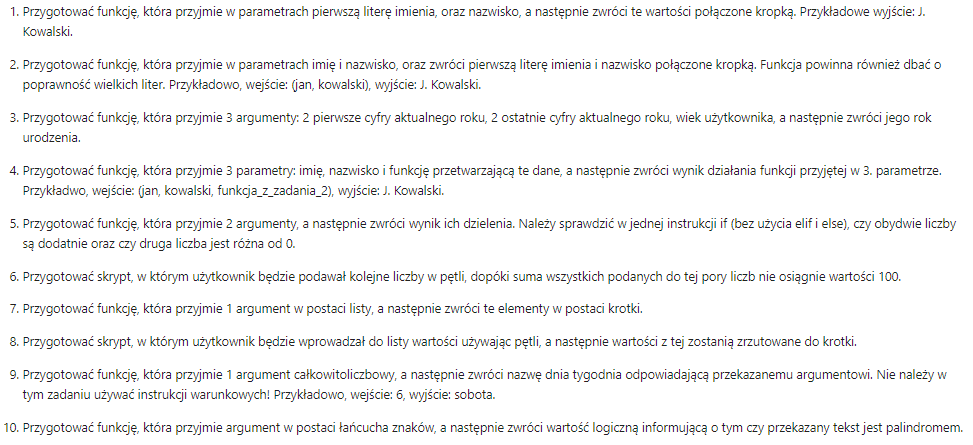 1. Przygotować funkcję, która przyjmie w parametrach pierwszą literę imienia, oraz nazwisko, a następnie zwróci te wartości połączone kropką. Przykładowe wyjście: J.
Kowalski.
2. Przygotować funkcję, która przyjmie w parametrach imię i nazwisko, oraz zwróci pierwszą literę imienia i nazwisko połączone kropką. Funkcja powinna również dbać o
poprawność wielkich liter. Przykładowo, wejście: (jan, kowalski), wyjście: J. Kowalski.
3. Przygotować funkcję, która przyjmie 3 argumenty: 2 pierwsze cyfry aktualnego roku, 2 ostatnie cyfry aktualnego roku, wiek użytkownika, a następnie zwróci jego rok
urodzenia.
4. Przygotować funkcję, która przyjmie 3 parametry: imię, nazwisko i funkcję przetwarzającą te dane, a następnie zwróci wynik działania funkcji przyjętej w 3. parametrze.
Przykładwo, wejście: (jan, kowalski, funkcja_z_zadania_2), wyjście: J. Kowalski.
5. Przygotować funkcję, która przyjmie 2 argumenty, a następnie zwróci wynik ich dzielenia. Należy sprawdzić w jednej instrukcji if (bez użycia elif i else), czy obydwie liczby
są dodatnie oraz czy druga liczba jest różna od 0.
6. Przygotować skrypt, w którym użytkownik będzie podawał kolejne liczby w pętli, dopóki suma wszystkich podanych do tej pory liczb nie osiągnie wartości 100.
7. Przygotować funkcję, która przyjmie 1 argument w postaci listy, a następnie zwróci te elementy w postaci krotki.
8. Przygotować skrypt, w którym użytkownik będzie wprowadzał do listy wartości używając pętli, a następnie wartości z tej zostaną zrzutowane do krotki.
9. Przygotować funkcję, która przyjmie 1 argument całkowitoliczbowy, a następnie zwróci nazwę dnia tygodnia odpowiadającą przekazanemu argumentowi. Nie należy w
tym zadaniu używać instrukcji warunkowych! Przykładowo, wejście: 6, wyjście: sobota.
10. Przygotować funkcję, która przyjmie argument w postaci łańcucha znaków, a następnie zwróci wartość logiczną informującą o tym czy przekazany tekst jest palindromem.